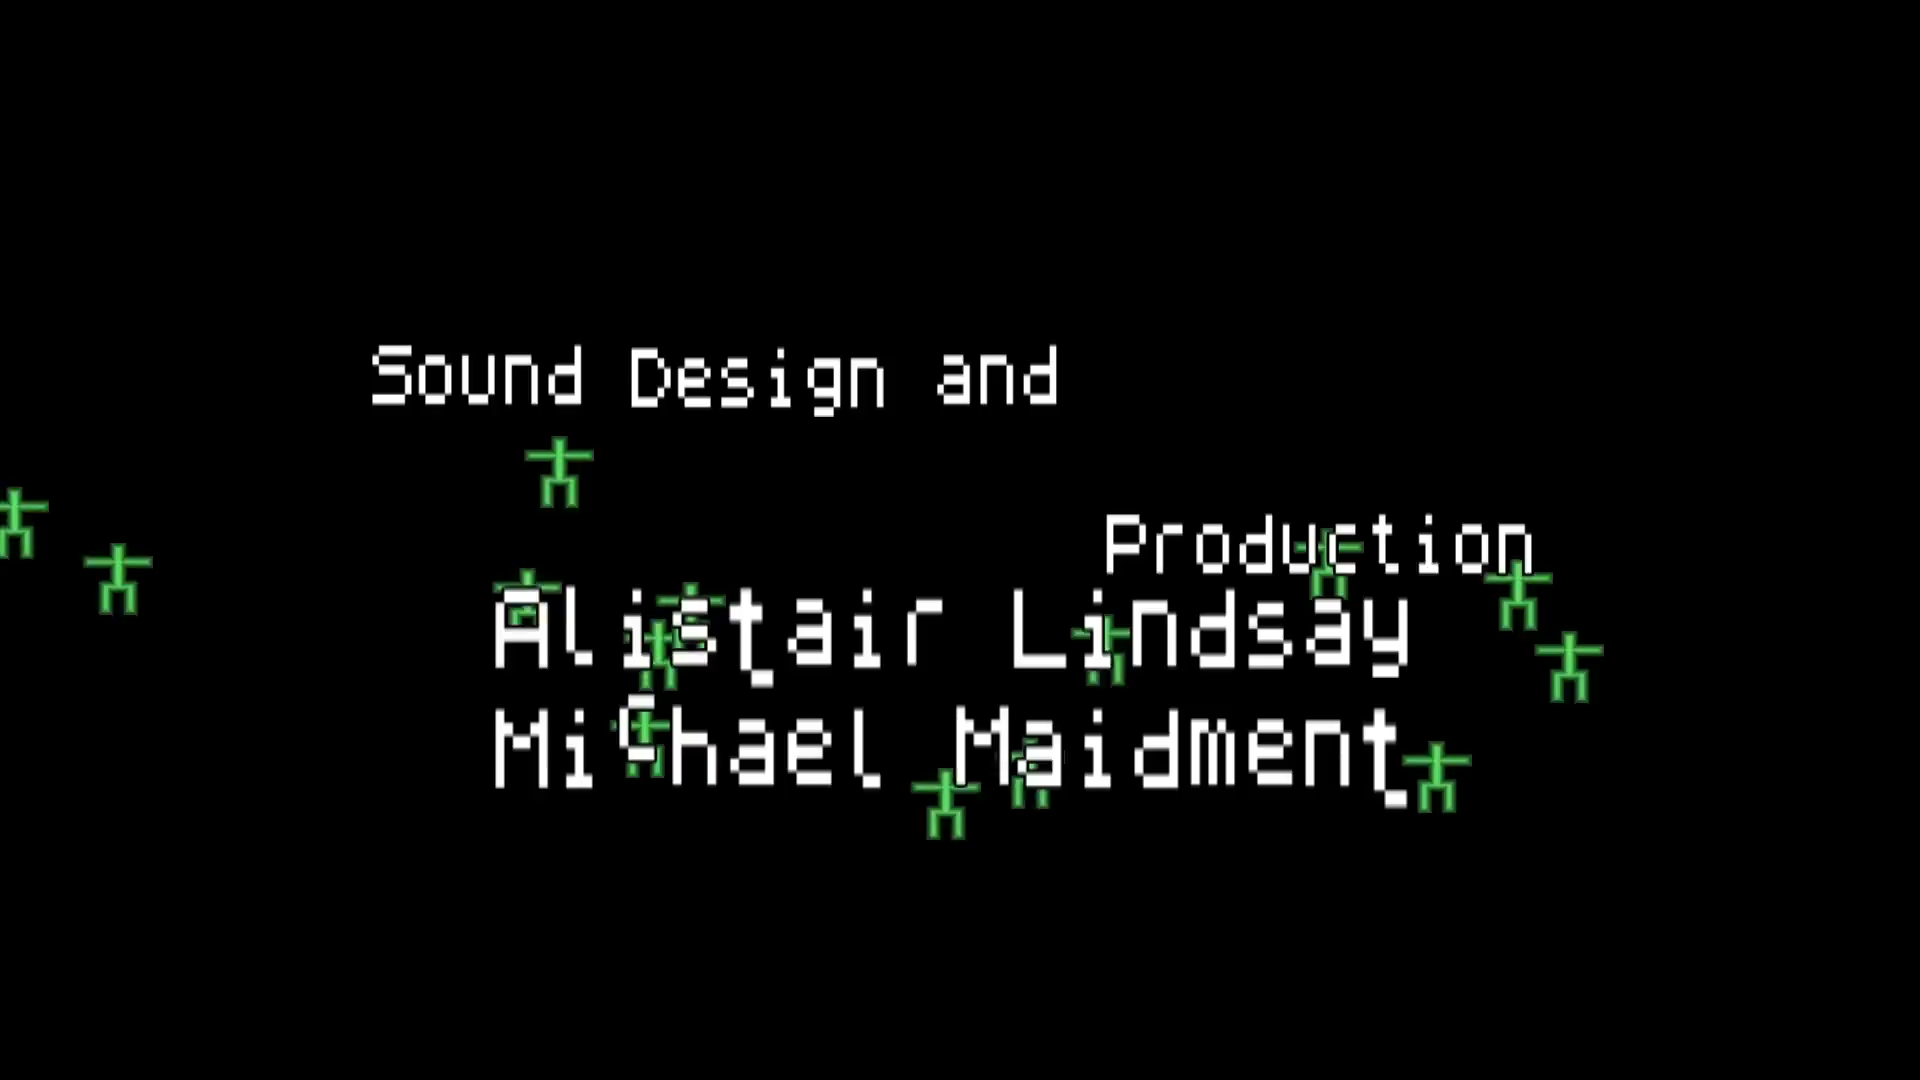 Sound Design and
Production
Alistair Lindsay
Michael Maidment